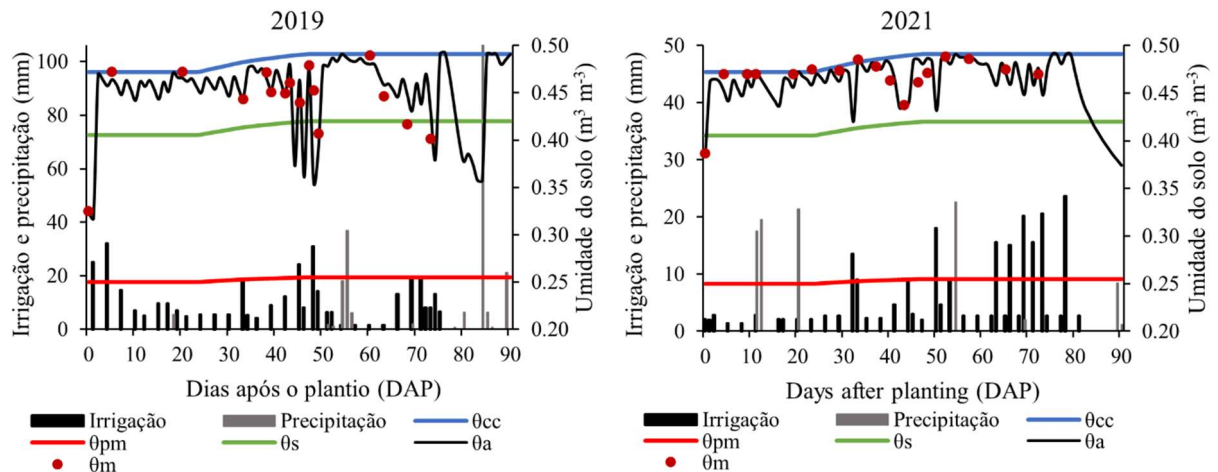 2019
Irrigação e precipitação (mm)
100
80
60
40
20
0
0.50
0.45
0.40
0.35
0.30
0.25
0.20
Umidade do solo (m³ m⁻³)
0 10 20 30 40 50 60 70 80 90
Dias após o plantio (DAP)
Irrigação Precipitação θcc
θpm θs θa
θm
2021
Irrigação e precipitação (mm)
50
40
30
20
10
0
0.50
0.45
0.40
0.35
0.30
0.25
0.20
Umidade do solo (m³ m⁻³)
0 10 20 30 40 50 60 70 80 90
Days after planting (DAP)
Irrigação Precipitação θcc
θpm θs θa
θm